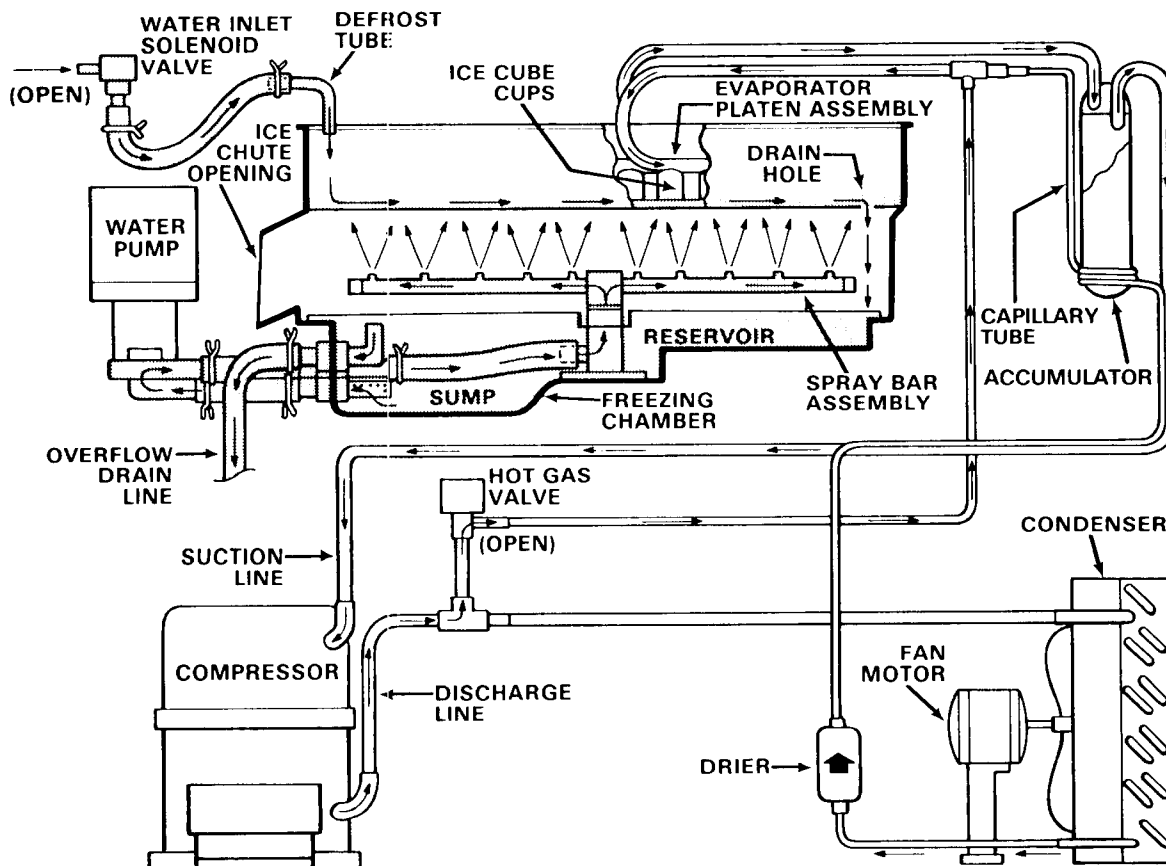 WATER INLET
SOLENOID
VALVE
(OPEN)
DEFROST
TUBE
ICE CUBE
CUPS
EVAPORATOR
PLATEN ASSEMBLY
ICE
CHUTE
OPENING
DRAIN
HOLE
WATER
PUMP
RESERVOIR
CAPILLARY
TUBE
ACCUMULATOR
SUMP
FREEZING
CHAMBER
SPRAY BAR
ASSEMBLY
OVERFLOW
DRAIN
LINE
HOT GAS
VALVE
(OPEN)
CONDENSER
SUCTION
LINE
COMPRESSOR
DISCHARGE
LINE
FAN
MOTOR
DRIER